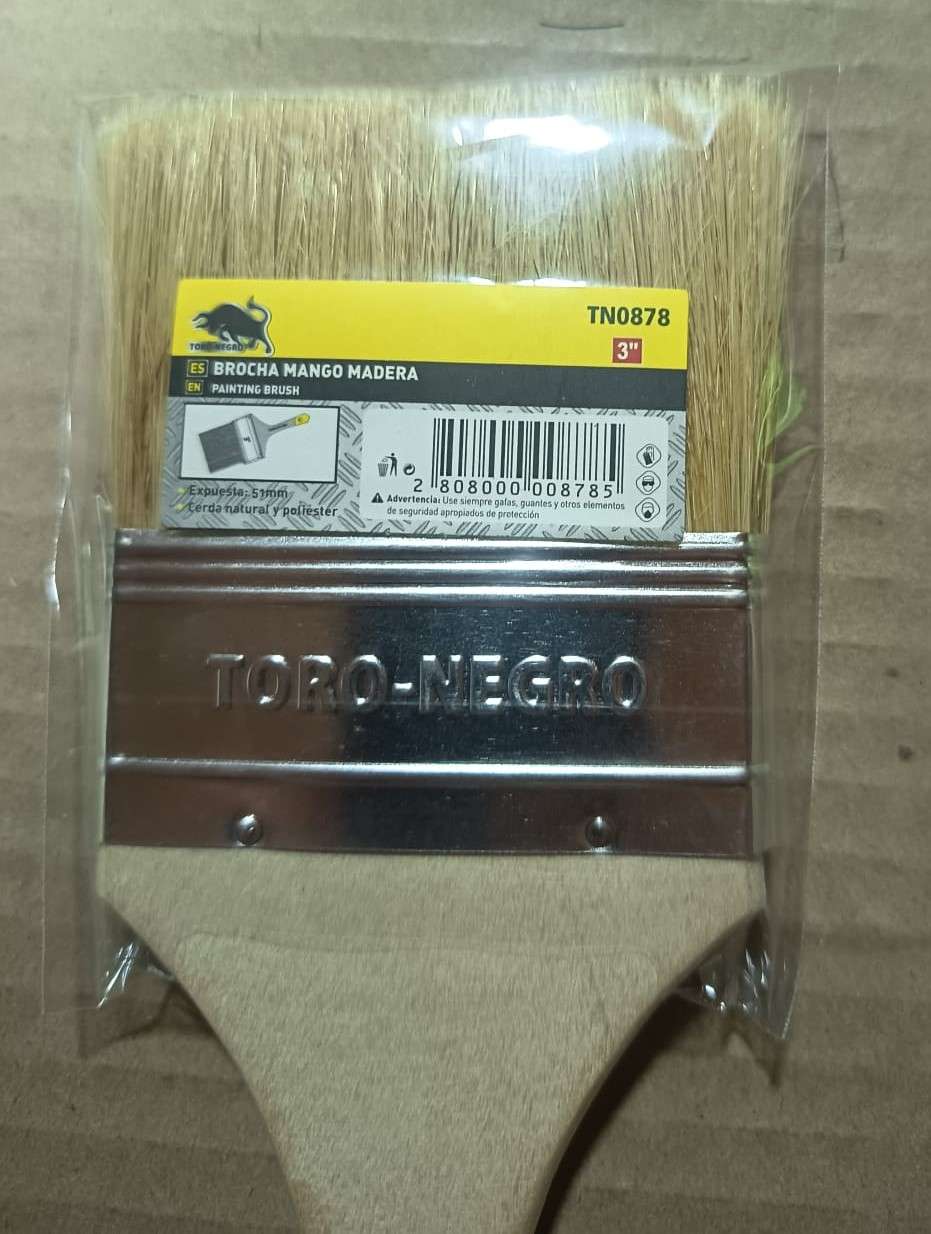 TORO-NEGRO
TN0878
3"
ES BROCHA MANGO MADERA
EN PAINTING BRUSH
Expuesta: 51mm
Cerda natural y poliéster
2 808000 008785
Advertencia: Use siempre gafas, guantes y otros elementos
de seguridad apropiados de protección
TORO-NEGRO